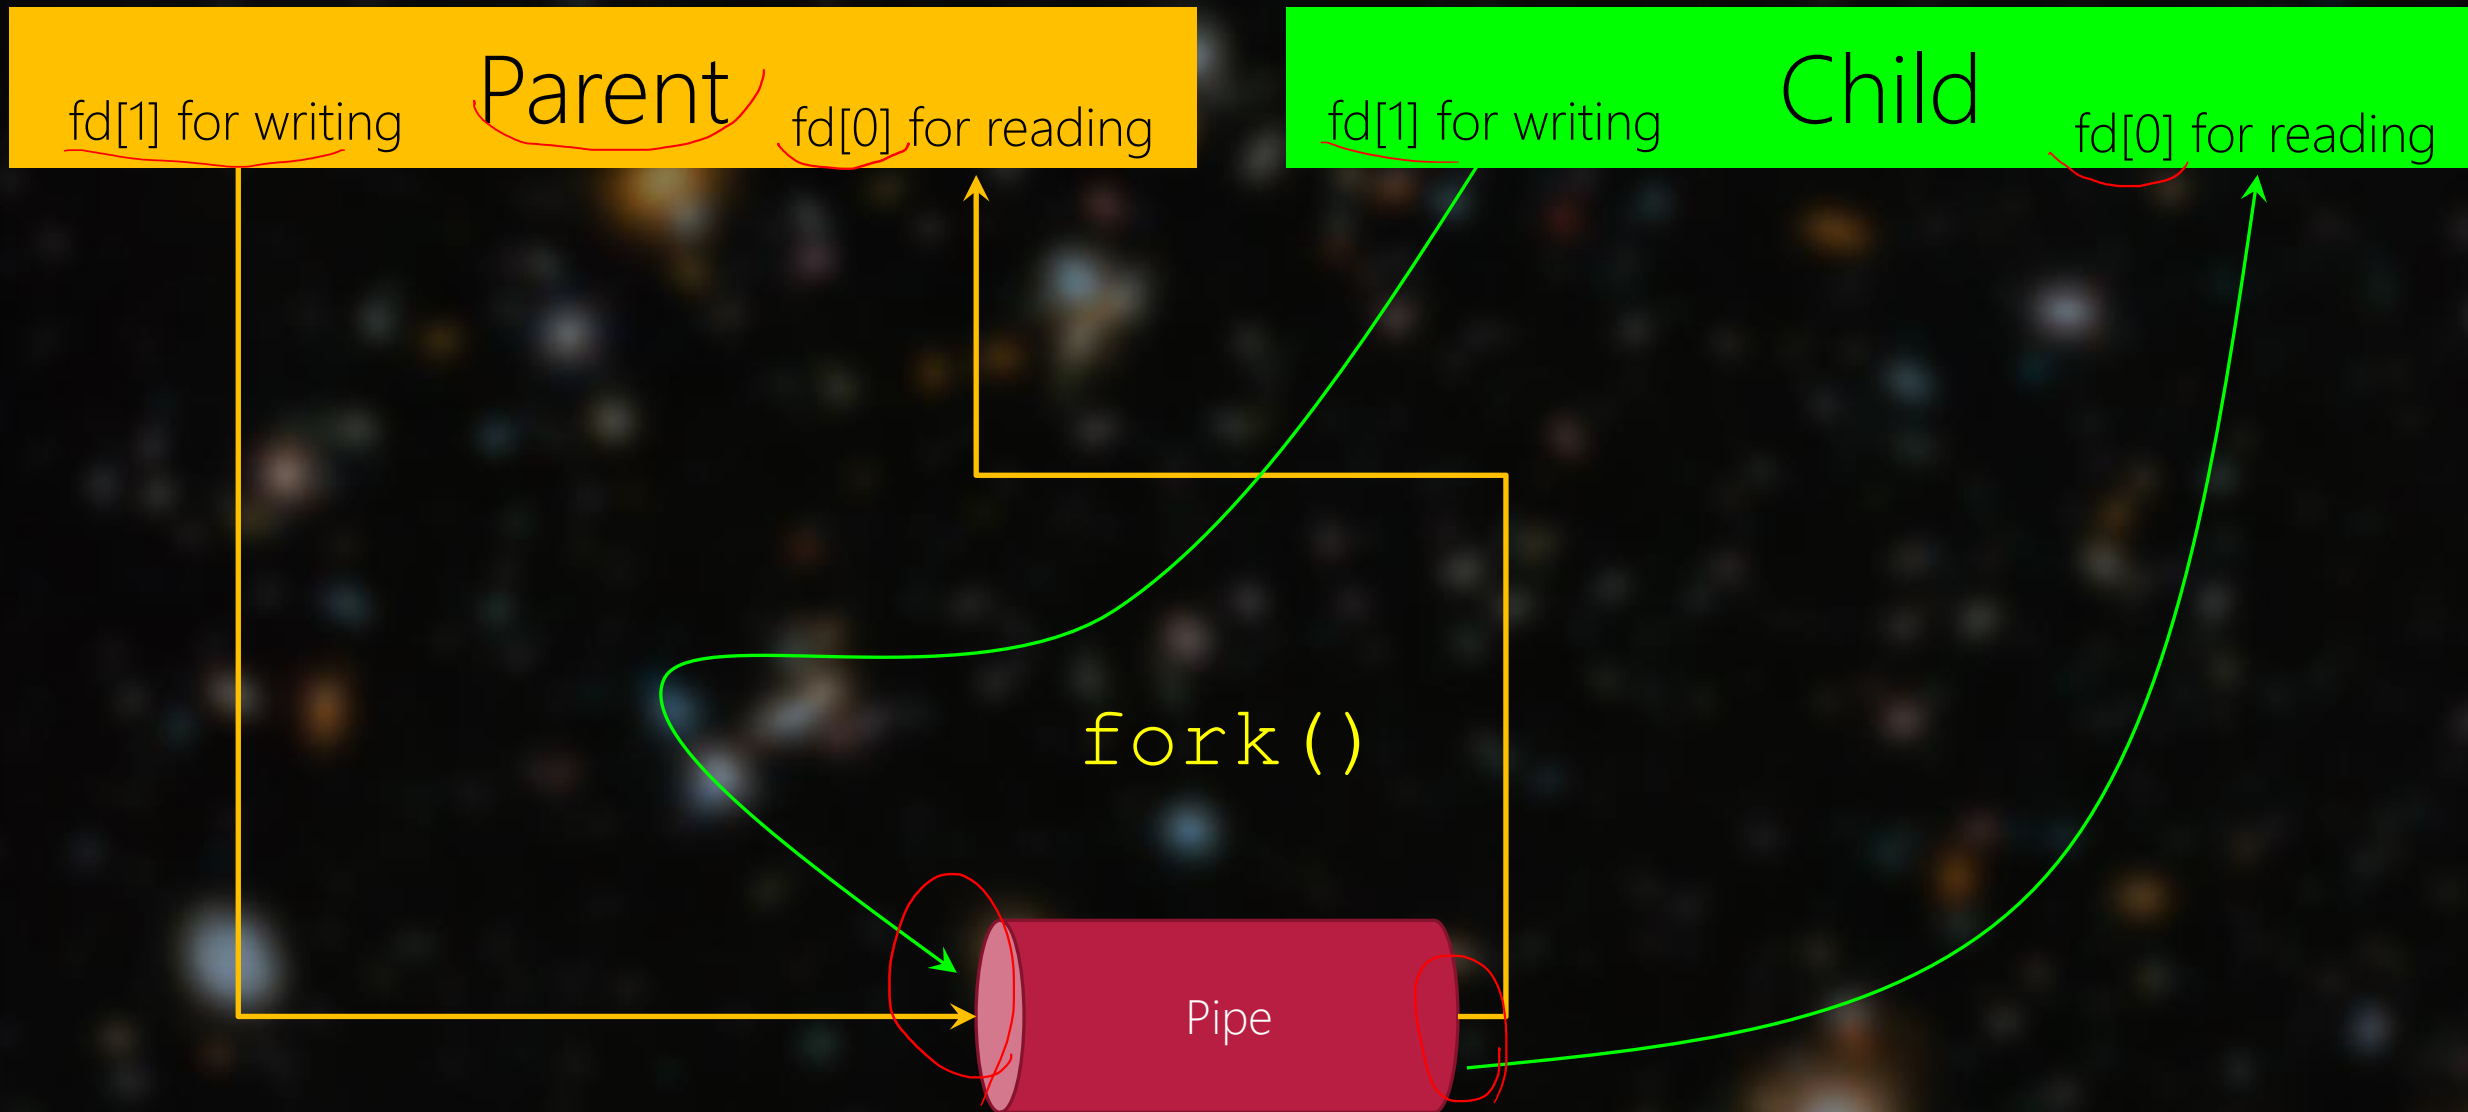 Parent
fd[1] for writing
fd[0] for reading
Child
fd[1] for writing
fd[0] for reading
fork()
Pipe